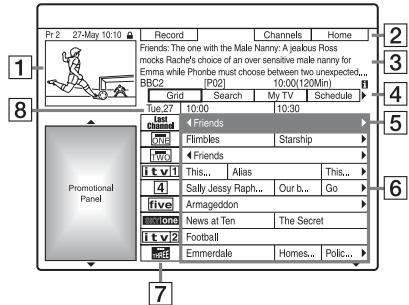 Pr 2 27-May 10:10 Record Channels Home
Friends: The one with the Male Nanny: A jealous Ross
mocks Rache's choice of an over sensitive male nanny for
Emma while Phonbe must choose between two unexpected,...
BBC2 [P02] 10:00(120Min) i
Grid Search My TV Schedule
Tue,27 10:00 10:30
Last Channel Friends
ONE Flimbles Starship
TWO Friends
itv1 This... Alias This...
4 Sally Jessy Raph... Our b... Go
five Armageddon
sky one News at Ten The Secret
itv2 Football
THREE Emmerdale Homes... Polic...
Promotional
Panel
1
2
3
4
5
6
7
8